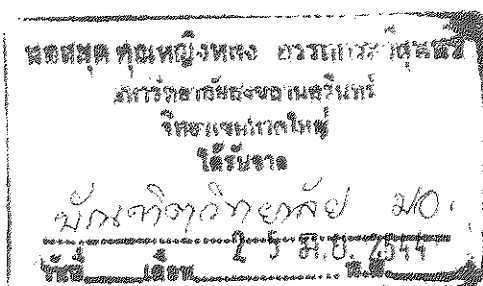 หอสมุด คุณหญิงหลง อรรถกระวีสุนทร
มหาวิทยาลัยสงขลานครินทร์
วิทยาเขตหาดใหญ่
ได้รับจาก
บัณฑิตวิทยาลัย มอ.
วันที่ เดือน 25 มิ.ย. 2544 พ.ศ.